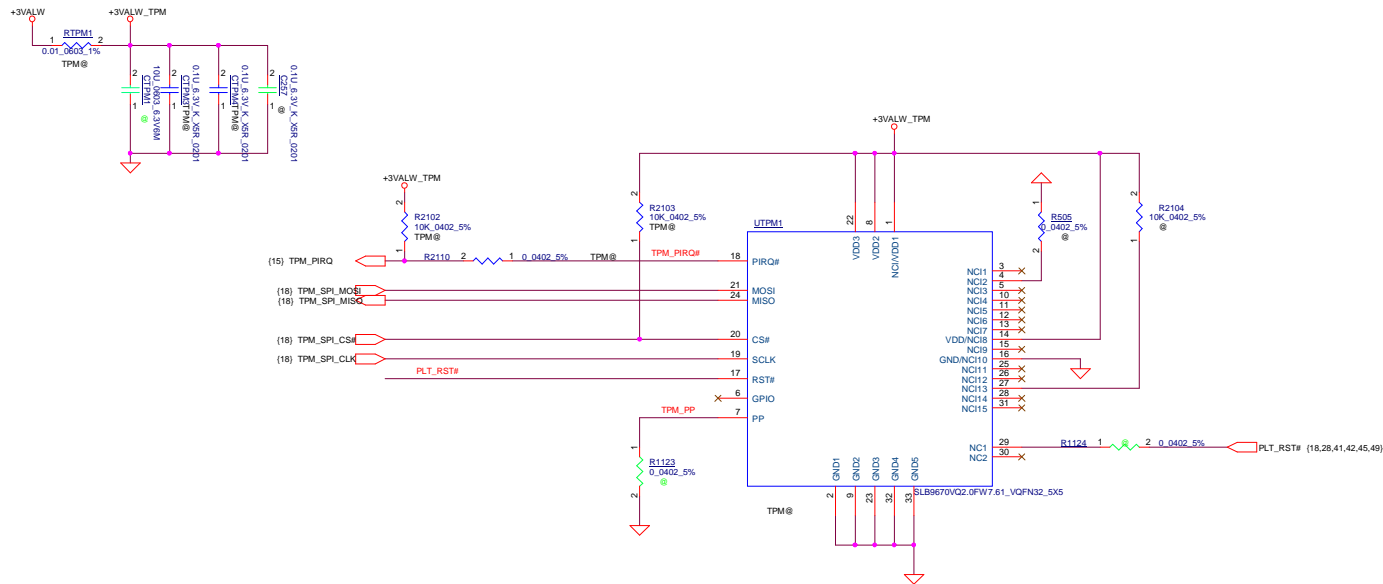 +3VALW
+3VALW_TPM
RTPM1
1
2
0.01_0603_1%
TPM@
2
1
10U_0603_6.3V6M
CTPM1
@
2
1
0.1U_6.3V_K_X5R_0201
CTPM3TPM@
2
1
0.1U_6.3V_K_X5R_0201
CTPM4TPM@
2
1
0.1U_6.3V_K_X5R_0201
C257
@
+3VALW_TPM
+3VALW_TPM
2
R2102
10K_0402_5%
TPM@
1
2
R2103
10K_0402_5%
TPM@
1
1
R505
0_0402_5%
@
2
2
R2104
10K_0402_5%
@
1
UTPM1
22
8
1
VDD3
VDD2
NCI/VDD1
{15} TPM_PIRQ
R2110
2
1
0_0402_5%
TPM@
TPM_PIRQ#
18
PIRQ#
{18} TPM_SPI_MOSI
21
MOSI
{18} TPM_SPI_MISO
24
MISO
{18} TPM_SPI_CS#
20
CS#
{18} TPM_SPI_CLK
19
SCLK
PLT_RST#
17
RST#
6
GPIO
TPM_PP
7
PP
1
R1123
0_0402_5%
@
2
NCI1
3
NCI2
4
NCI3
5
NCI4
10
NCI5
11
NCI6
12
NCI7
13
VDD/NCI8
14
NCI9
15
GND/NCI10
16
NCI11
25
NCI12
26
NCI13
27
NCI14
28
NCI15
31
NC1
29
NC2
30
R1124
1
@
2
0_0402_5%
PLT_RST# {18,28,41,42,45,49}
GND1
GND2
GND3
GND4
GND5
2
9
23
32
33
SLB9670VQ2.0FW7.61_VQFN32_5X5
TPM@